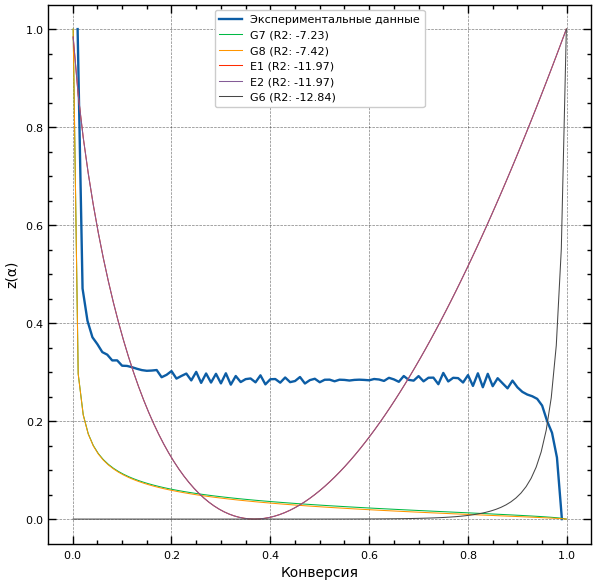 Экспериментальные данные
G7 (R2: -7.23)
G8 (R2: -7.42)
E1 (R2: -11.97)
E2 (R2: -11.97)
G6 (R2: -12.84)
1.0
0.8
0.6
0.4
0.2
0.0
z(α)
0.0 0.2 0.4 0.6 0.8 1.0
Конверсия